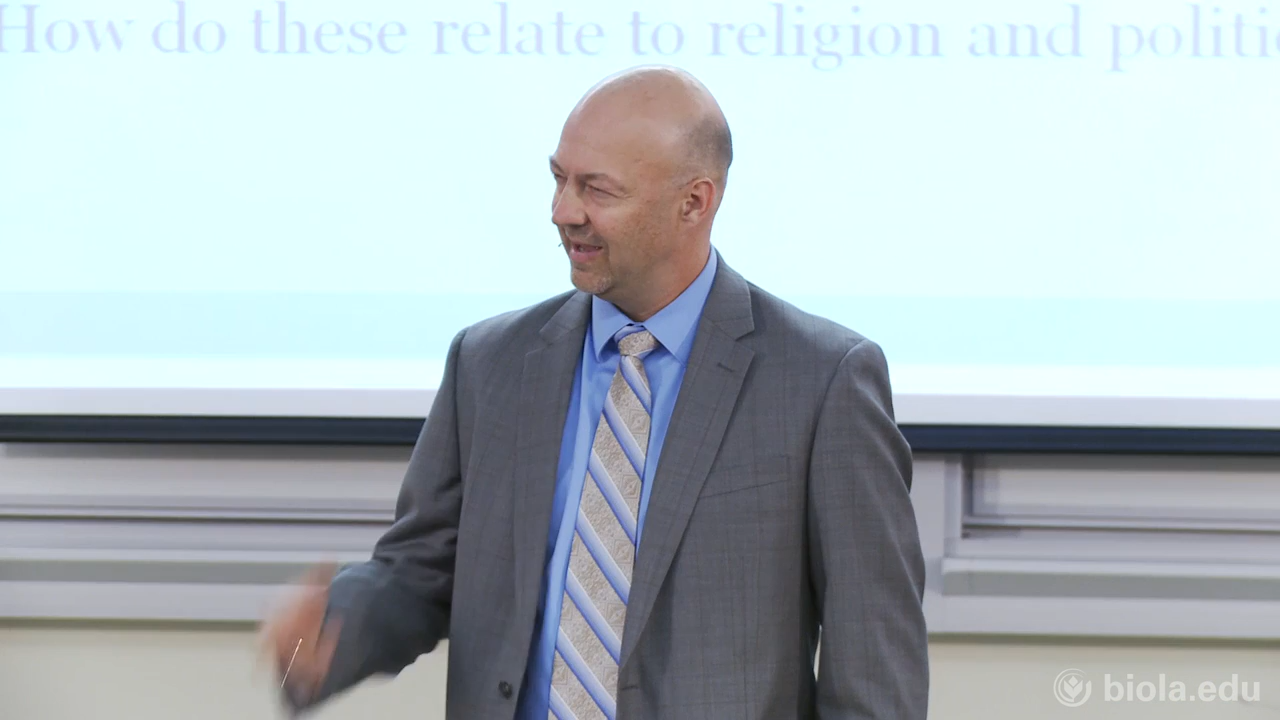 How do these relate to religion and politi
biola.edu